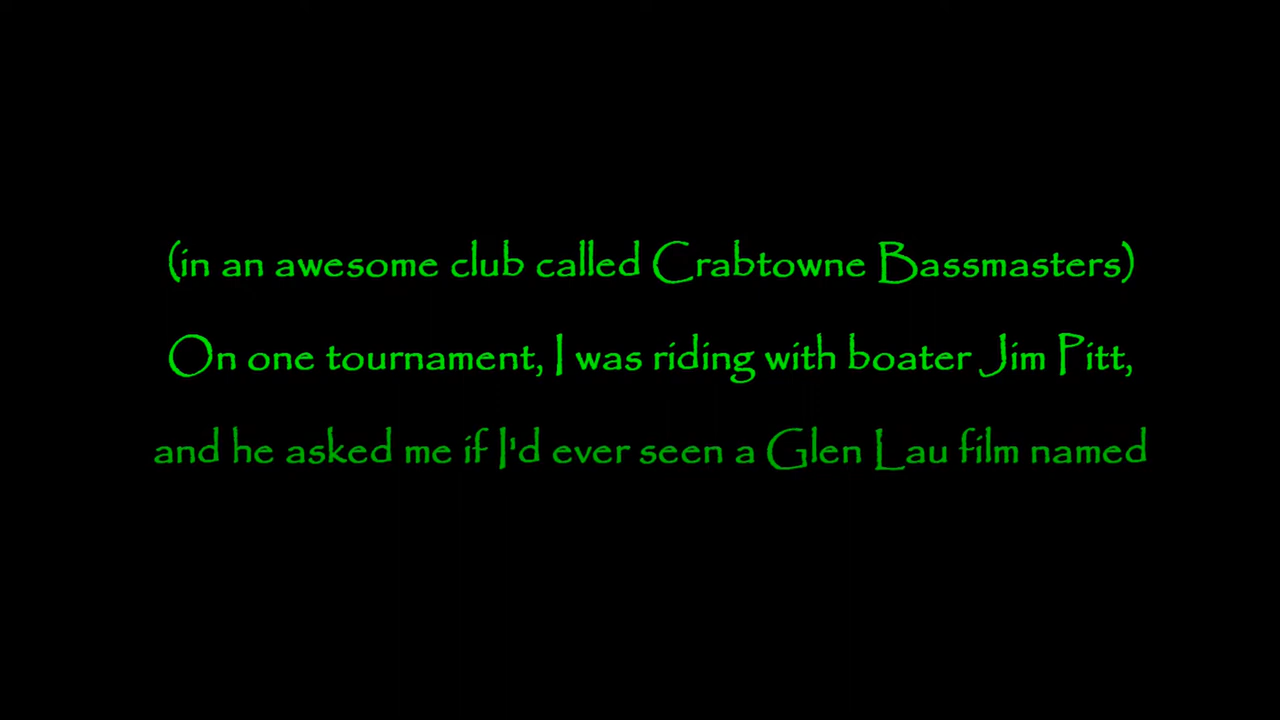 (in an awesome club called Crabtowne Bassmasters)
On one tournament, I was riding with boater Jim Pitt,
and he asked me if I'd ever seen a Glen Lau film named